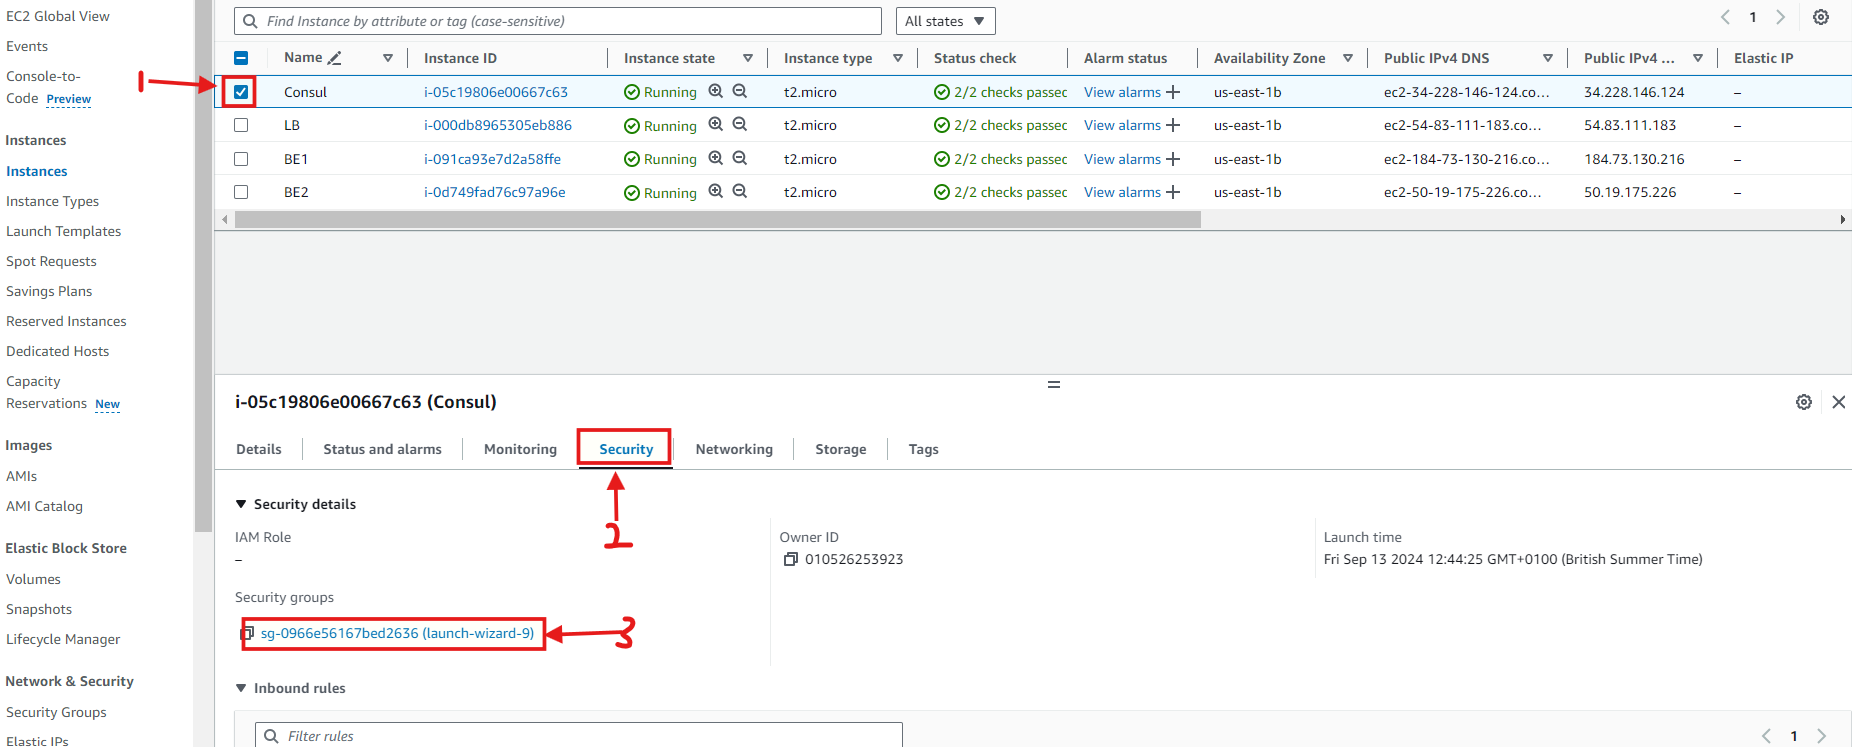 EC2 Global View
Events
Console-to-
Code Preview
Instances
Instances
Instance Types
Launch Templates
Spot Requests
Savings Plans
Reserved Instances
Dedicated Hosts
Capacity
Reservations New
Images
AMIs
AMI Catalog
Elastic Block Store
Volumes
Snapshots
Lifecycle Manager
Network & Security
Security Groups
Elastic IPs
1
Find Instance by attribute or tag (case-sensitive)
All states
1
Name Instance ID Instance state Instance type Status check Alarm status Availability Zone Public IPv4 DNS Public IPv4 ... Elastic IP
Consul i-05c19806e00667c63 Running t2.micro 2/2 checks passec View alarms + us-east-1b ec2-34-228-146-124.co... 34.228.146.124 –
LB i-000db8965305eb886 Running t2.micro 2/2 checks passec View alarms + us-east-1b ec2-54-83-111-183.co... 54.83.111.183 –
BE1 i-091ca93e7d2a58ffe Running t2.micro 2/2 checks passec View alarms + us-east-1b ec2-184-73-130-216.co... 184.73.130.216 –
BE2 i-0d749fad76c97a96e Running t2.micro 2/2 checks passec View alarms + us-east-1b ec2-50-19-175-226.co... 50.19.175.226 –
i-05c19806e00667c63 (Consul)
Details Status and alarms Monitoring Security Networking Storage Tags
2
Security details
IAM Role
–
Owner ID
010526253923
Launch time
Fri Sep 13 2024 12:44:25 GMT+0100 (British Summer Time)
Security groups
sg-0966e56167bed2636 (launch-wizard-9)
3
Inbound rules
Filter rules
1